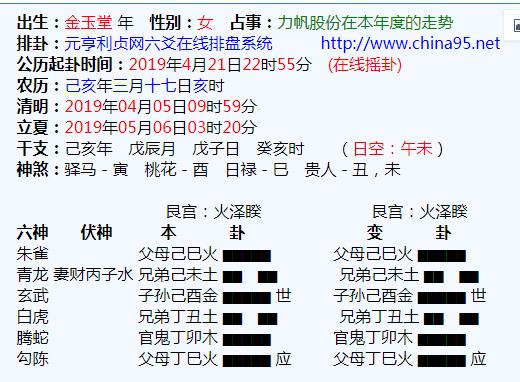 出生：金玉堂 年 性别：女 占事：力帆股份在本年度的走势
排卦：元亨利贞网六爻在线排盘系统 http://www.china95.net
公历起卦时间：2019年4月21日22时55分 (在线摇卦)
农历：己亥年三月十七日亥时
清明：2019年04月05日09时59分
立夏：2019年05月06日03时20分
干支：己亥年 戊辰月 戊子日 癸亥时 （日空：午未）
神煞：驿马－寅 桃花－酉 日禄－巳 贵人－丑，未
艮宫：火泽睽 艮宫：火泽睽
六神 伏神 本 卦 变 卦
朱雀 父母己巳火 父母己巳火
青龙 妻财丙子水 兄弟己未土 兄弟己未土
玄武 子孙己酉金 世 子孙己酉金 世
白虎 兄弟丁丑土 兄弟丁丑土
腾蛇 官鬼丁卯木 官鬼丁卯木
勾陈 父母丁巳火 应 父母丁巳火 应